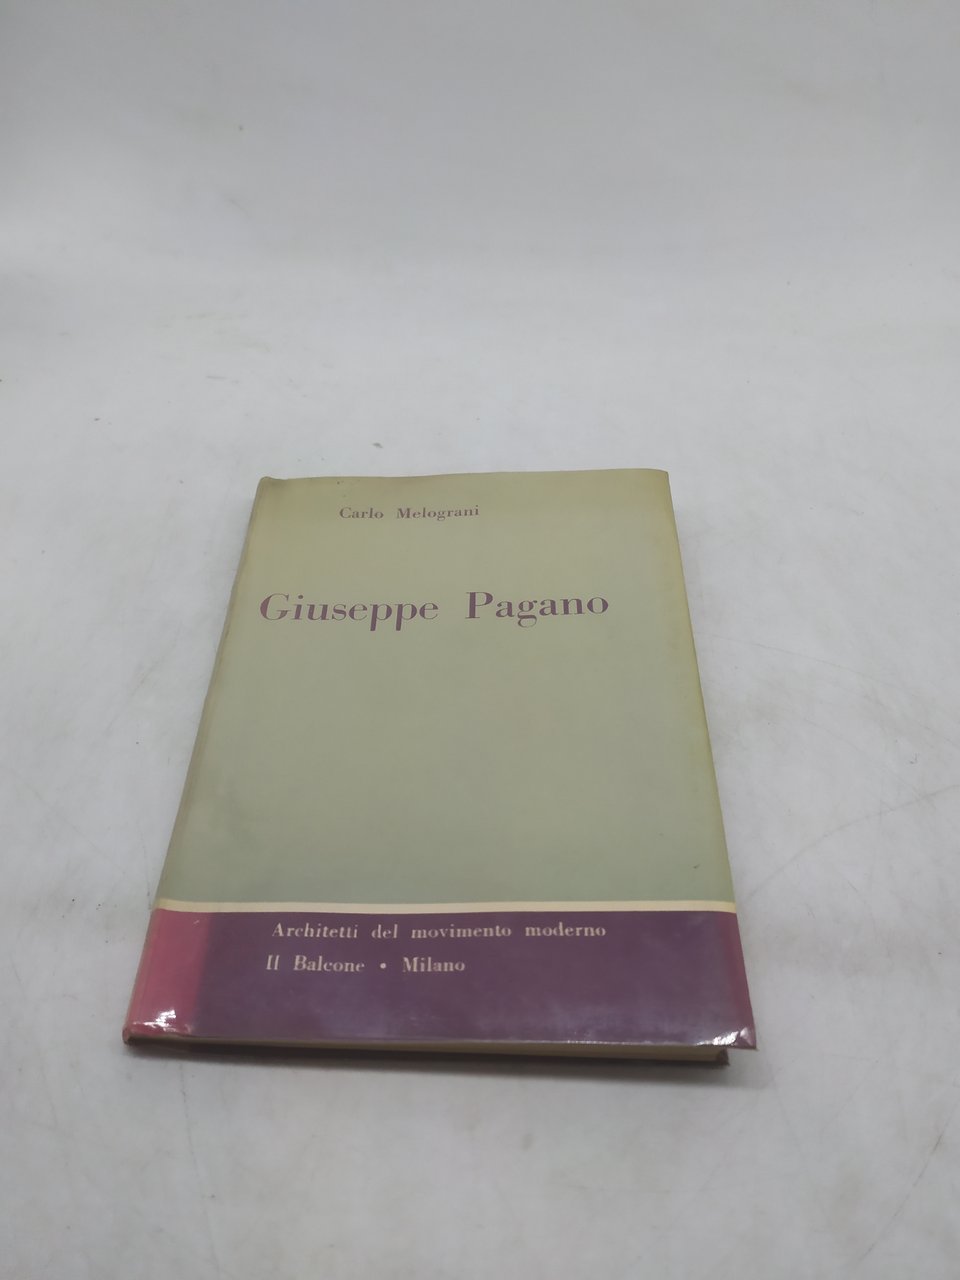 Carlo Melograni
Giuseppe Pagano
Architetti del movimento moderno
Il Balcone • Milano